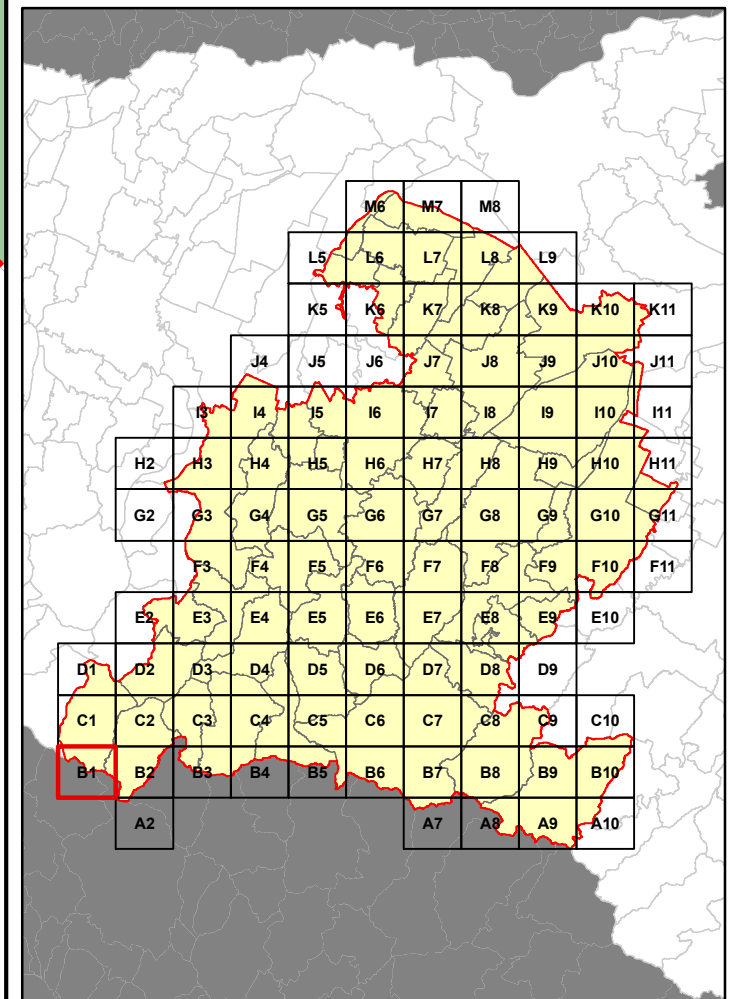 M6 M7 M8
L5 L6 L7 L8 L9
K5 K6 K7 K8 K9 K10 K11
J4 J5 J6 J7 J8 J9 J10 J11
I3 I4 I5 I6 I7 I8 I9 I10 I11
H2 H3 H4 H5 H6 H7 H8 H9 H10 H11
G2 G3 G4 G5 G6 G7 G8 G9 G10 G11
F3 F4 F5 F6 F7 F8 F9 F10 F11
E2 E3 E4 E5 E6 E7 E8 E9 E10
D1 D2 D3 D4 D5 D6 D7 D8 D9
C1 C2 C3 C4 C5 C6 C7 C8 C9 C10
B1 B2 B3 B4 B5 B6 B7 B8 B9 B10
A2 A7 A8 A9 A10